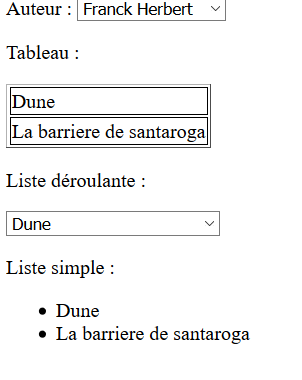 Auteur : Franck Herbert
Tableau :
Dune
La barriere de santaroga
Liste déroulante :
Dune
Liste simple :
Dune
La barriere de santaroga